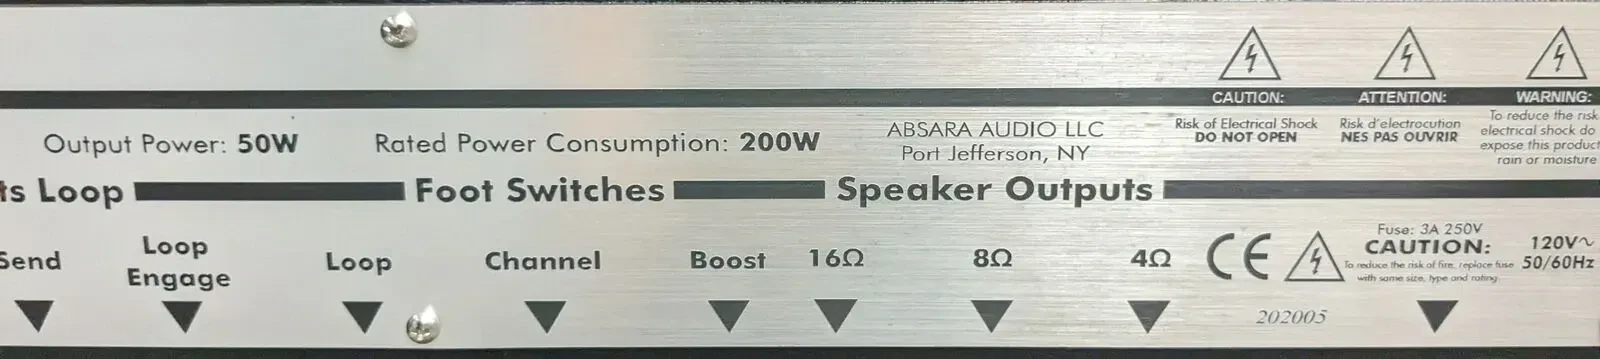 CAUTION:
Risk of Electrical Shock
DO NOT OPEN
ATTENTION:
Risk d'electrocution
NES PAS OUVRIR
WARNING:
To reduce the risk
electrical shock do
expose this product
rain or moisture
Output Power: 50W
Rated Power Consumption: 200W
ABSARA AUDIO LLC
Port Jefferson, NY
ts Loop
Foot Switches
Speaker Outputs
Send
Loop
Engage
Loop
Channel
Boost
16Ω
8Ω
4Ω
CE
Fuse: 3A 250V
CAUTION:
To reduce the risk of fire, replace fuse
with same size, type and rating
120V~
50/60Hz
202005